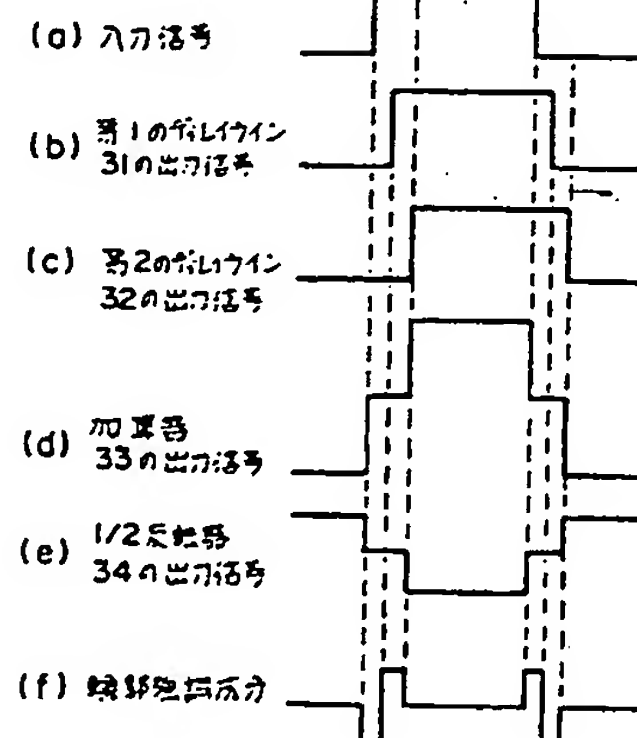 (a) 入力信号
(b) 第1のディレイライン
31の出力信号
(c) 第2のディレイライン
32の出力信号
(d) 加算器
33の出力信号
(e) 1/2反転器
34の出力信号
(f) 輪郭強調成分